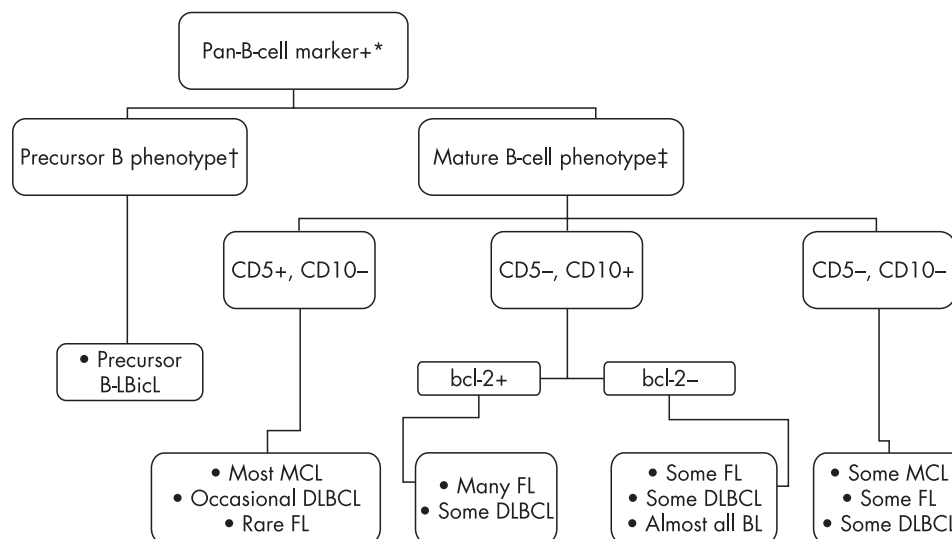 Pan-B-cell marker+*
Precursor B phenotype†
Mature B-cell phenotype‡
CD5+, CD10–
CD5–, CD10+
CD5–, CD10–
• Precursor
B-LBicL
bcl-2+
bcl-2–
• Most MCL
• Occasional DLBCL
• Rare FL
• Many FL
• Some DLBCL
• Some FL
• Some DLBCL
• Almost all BL
• Some MCL
• Some FL
• Some DLBCL